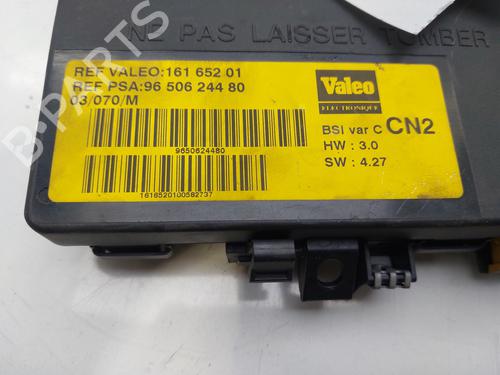 NE PAS LAISSER TOMBER
REF VALEO:161 652 01
REF PSA:96 506 244 80
03/070/M
Valeo
ELECTRONIQUE
BSI var C CN2
HW : 3.0
SW : 4.27
9650624480
1616520100582737